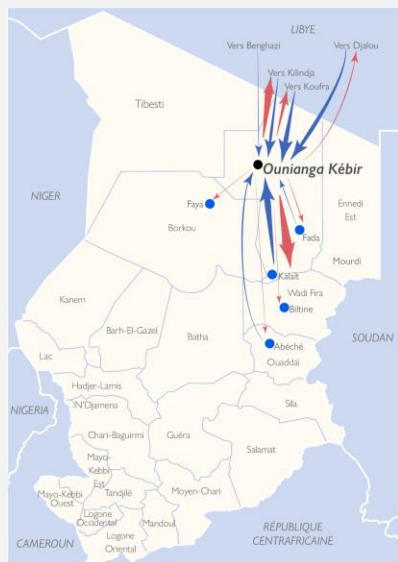 LIBYE
Vers Benghazi
Vers Djalou
Vers Kilindja
Vers Koufra
Tibesti
Ounianga Kébir
NIGER
Faya
Borkou
Ennedi
Est
Fada
Mourdi
Kalaït
Kanem
Wadi Fira
Biltine
Barh-El-Gazel
Batha
SOUDAN
Abéché
Ouaddaï
Lac
Hadjer-Lamis
N'Djamena
Sila
NIGERIA
Chari-Baguirmi
Guéra
Salamat
Mayo-
Kebbi
Est
Mayo-Kebbi
Ouest
Tandjilé
Moyen-Chari
Logone
Occidental
Mandoul
Logone
Oriental
CAMEROUN
RÉPUBLIQUE
CENTRAFRICAINE